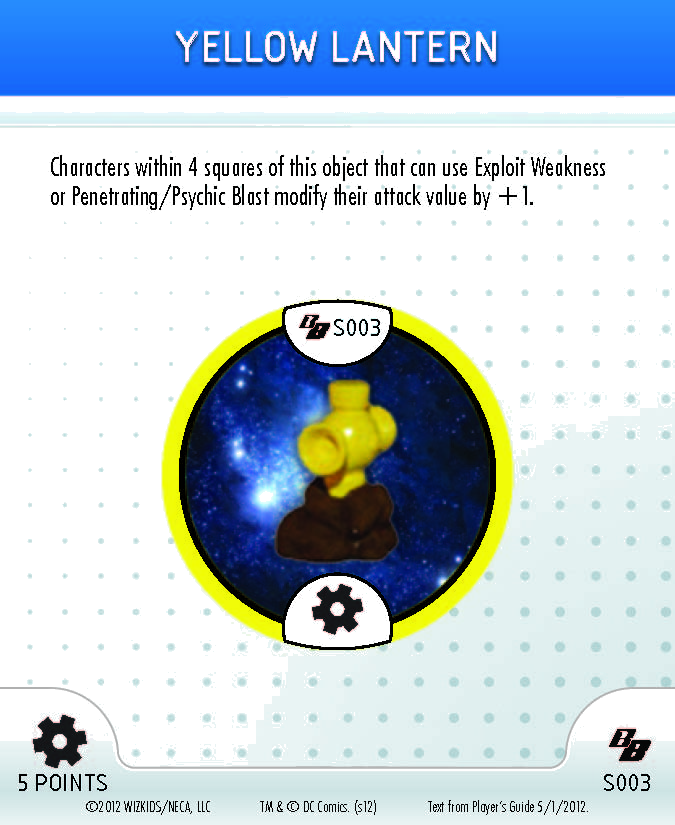 YELLOW LANTERN
Characters within 4 squares of this object that can use Exploit Weakness
or Penetrating/Psychic Blast modify their attack value by +1.
BB S003
5 POINTS
BB
S003
©2012 WIZKIDS/NECA, LLC TM & © DC Comics. (s12) Text from Player's Guide 5/1/2012.